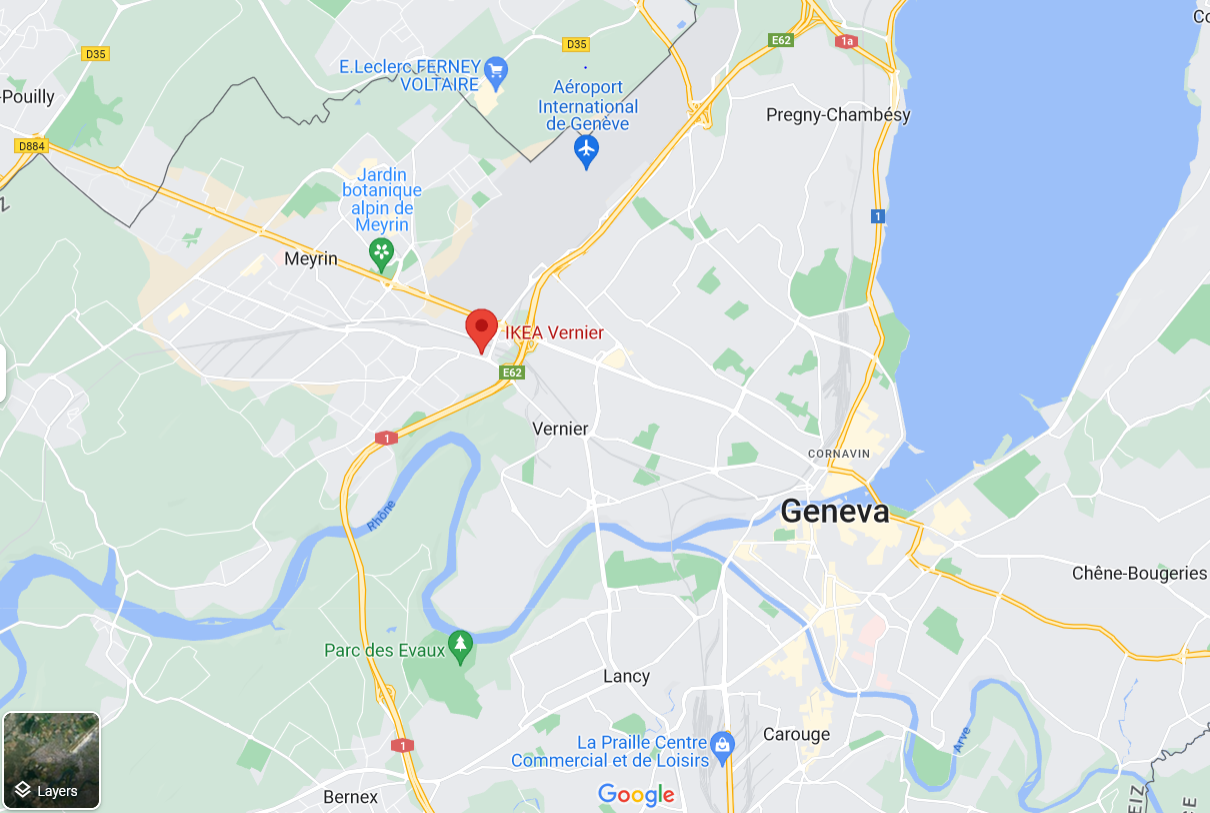 Co
D35
D35
E62
1a
E.Leclerc FERNEY
VOLTAIRE
Aéroport
International
de Genève
-Pouilly
Pregny-Chambésy
D884
Jardin
botanique
alpin de
Meyrin
Z
1
Meyrin
IKEA Vernier
E62
Vernier
1
CORNAVIN
Rhône
Geneva
Chêne-Bougeries
Parc des Evaux
Lancy
1
Carouge
Arve
La Praille Centre
Commercial et de Loisirs
Layers
Bernex
Google
EIZ
CE